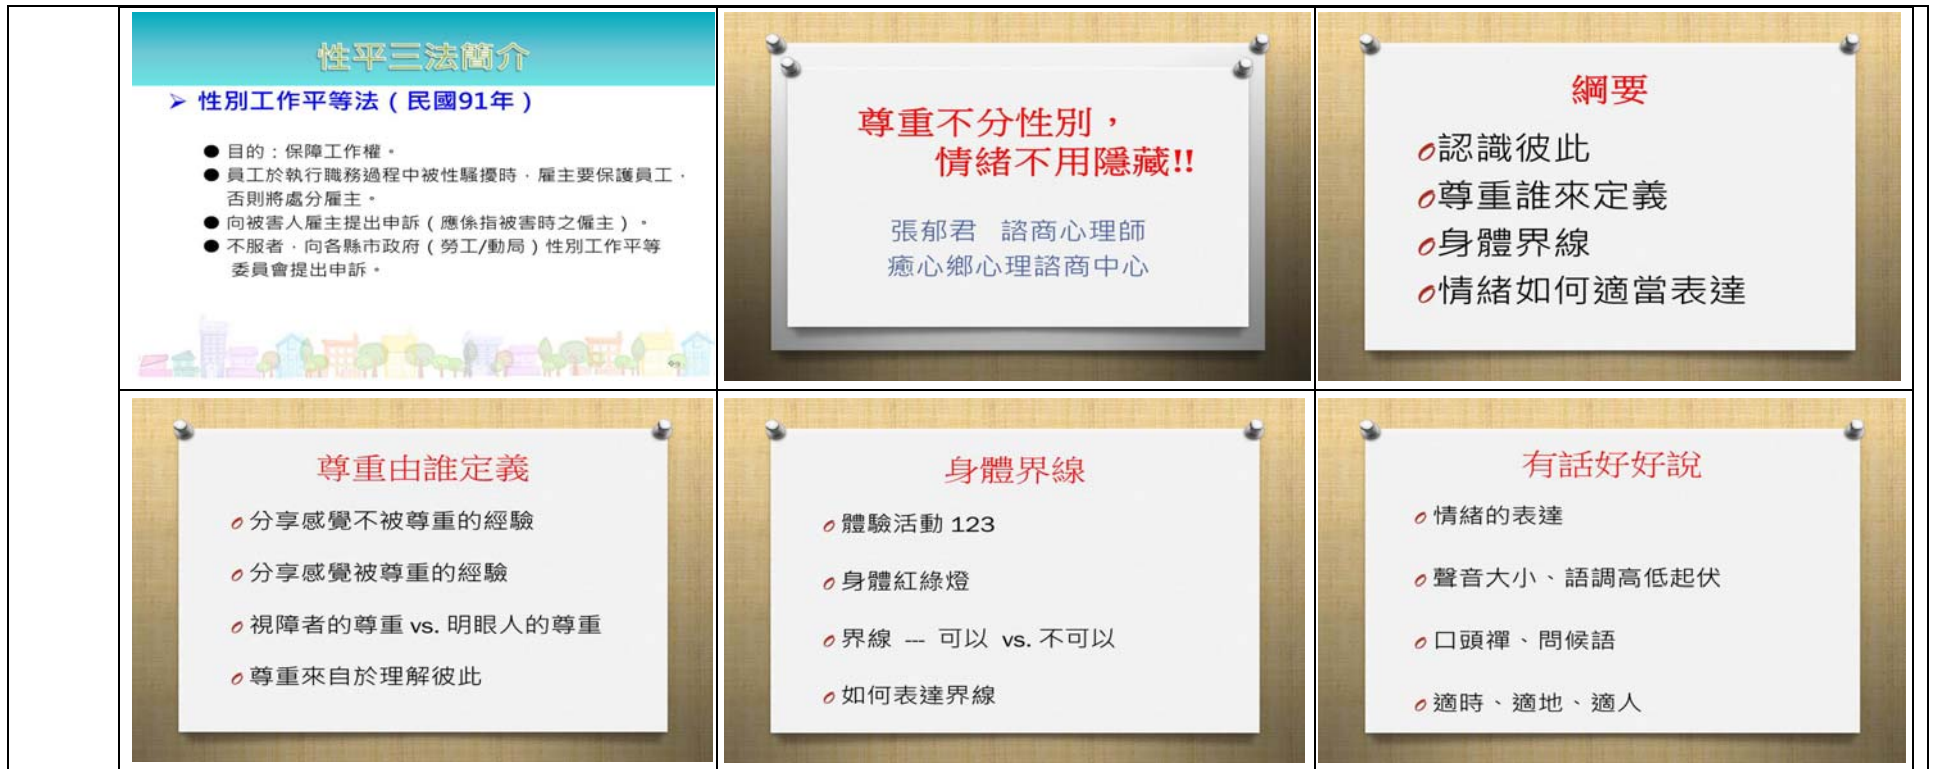 性平三法簡介
➢ 性別工作平等法（民國91年）
● 目的：保障工作權。
● 員工於執行職務過程中被性騷擾時，雇主要保護員工，
否則將處分雇主。
● 向被害人雇主提出申訴（應係指被害時之僱主）。
● 不服者，向各縣市政府（勞工/動局）性別工作平等
委員會提出申訴。
尊重不分性別，
情緒不用隱藏!!
張郁君 諮商心理師
癒心鄉心理諮商中心
綱要
認識彼此
尊重誰來定義
身體界線
情緒如何適當表達
尊重由誰定義
分享感覺不被尊重的經驗
分享感覺被尊重的經驗
視障者的尊重 vs. 明眼人的尊重
尊重來自於理解彼此
身體界線
體驗活動 123
身體紅綠燈
界線 --- 可以 vs. 不可以
如何表達界線
有話好好說
情緒的表達
聲音大小、語調高低起伏
口頭禪、問候語
適時、適地、適人